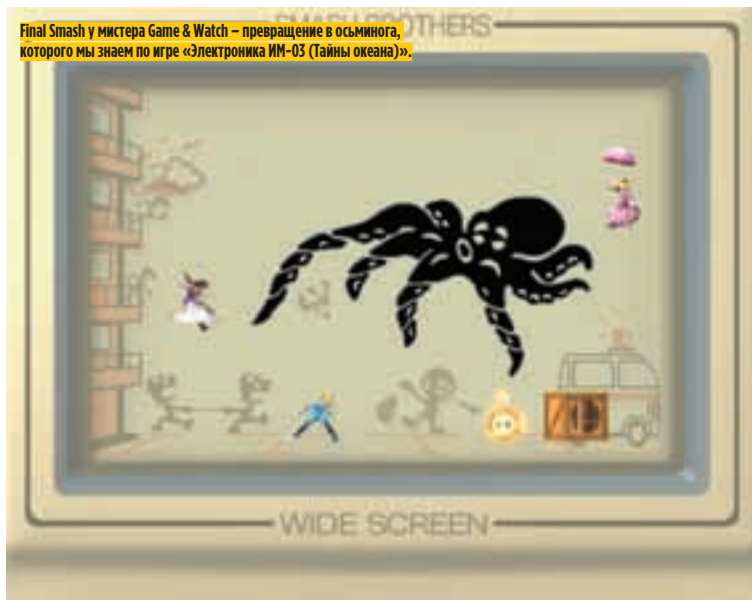 Final Smash у мистера Game & Watch – превращение в осьминога,
которого мы знаем по игре «Электроника ИМ-03 (Тайны океана)».
BROTHERS
WIDE SCREEN